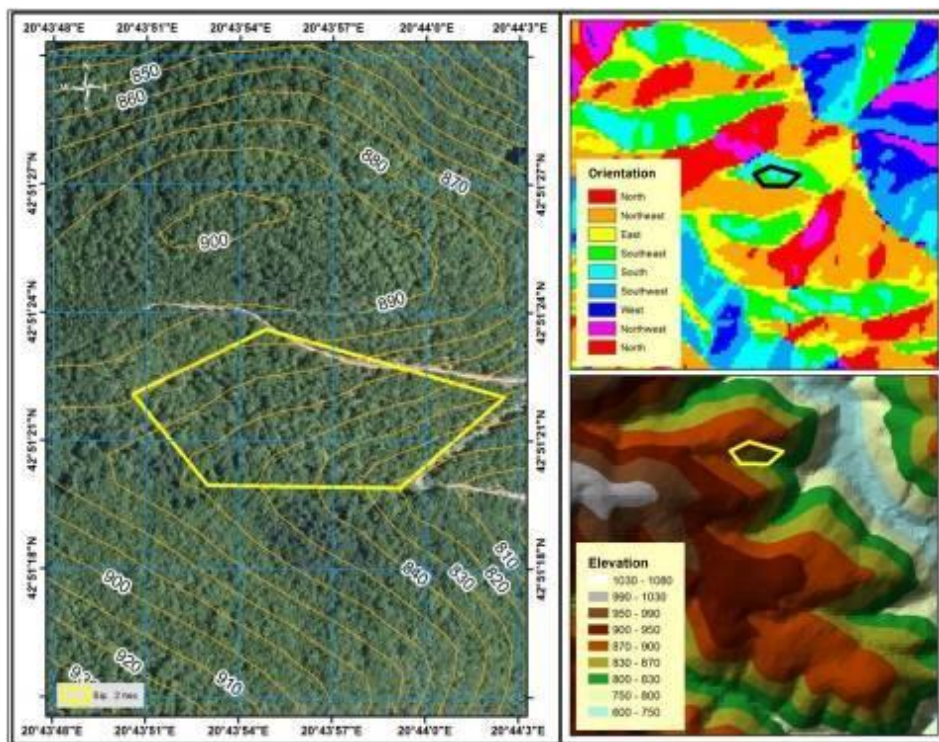 20°43'48"E 20°43'51"E 20°43'54"E 20°43'57"E 20°44'0"E 20°44'3"E
850
860
880
870
42°51'27"N 42°51'27"N
900
890
42°51'24"N 42°51'24"N
42°51'21"N 42°51'21"N
810
840 830 820
42°51'18"N 42°51'18"N
900
920
910
2 has
20°43'48"E 20°43'51"E 20°43'54"E 20°43'57"E 20°44'0"E 20°44'3"E
Orientation
North
Northeast
East
Southeast
South
Southwest
West
Northwest
North
Elevation
1030 - 1080
990 - 1030
950 - 990
900 - 950
870 - 900
830 - 870
800 - 830
750 - 800
600 - 750